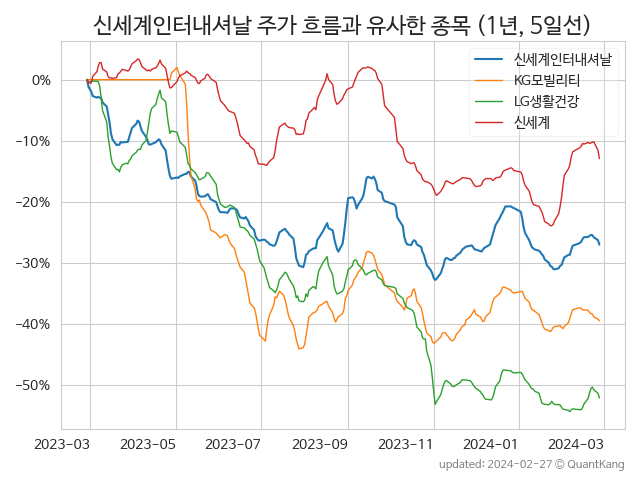 신세계인터내셔날 주가 흐름과 유사한 종목 (1년, 5일선)
신세계인터내셔날
KG모빌리티
LG생활건강
신세계
0%
−10%
−20%
−30%
−40%
−50%
2023-03 2023-05 2023-07 2023-09 2023-11 2024-01 2024-03
updated: 2024-02-27 © QuantKang